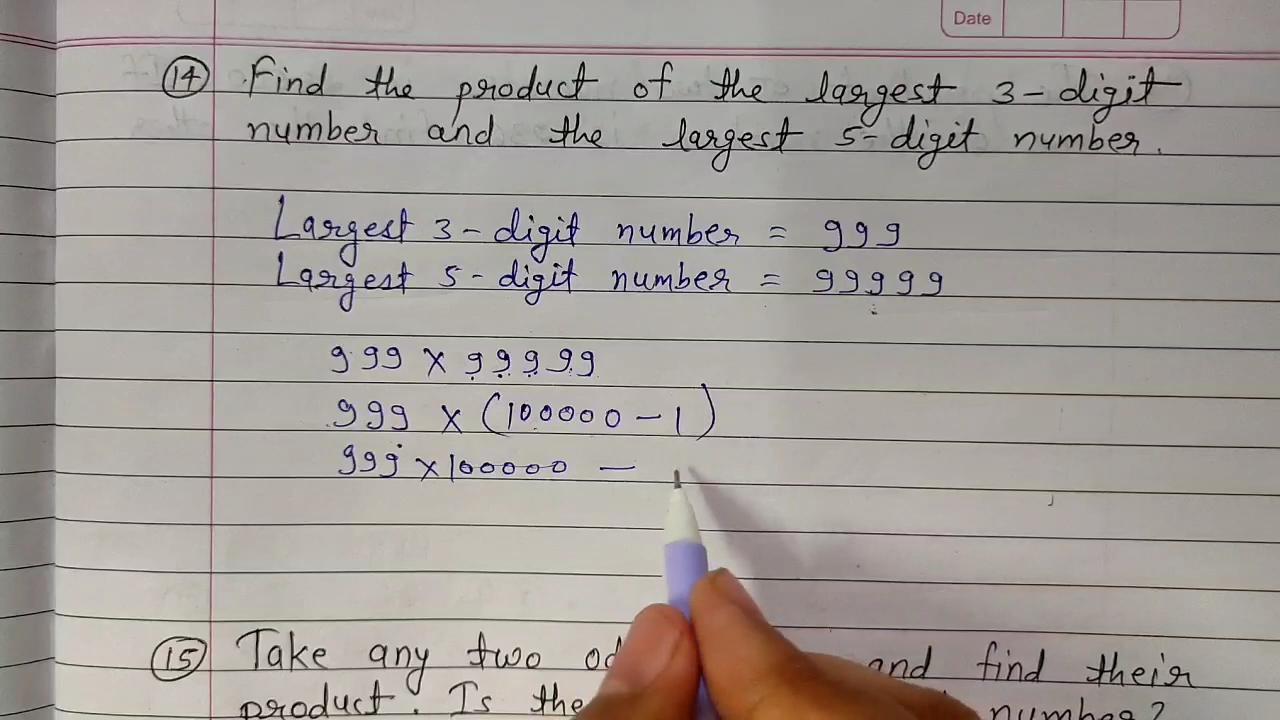 Date
14 Find the product of the largest 3-digit
number and the largest 5-digit number.
Largest 3-digit number = 999
Largest 5-digit number = 99999
999 × 99999
999 × (100000 - 1)
999 × 100000 -
15 Take any two and find their
product. Is the number?